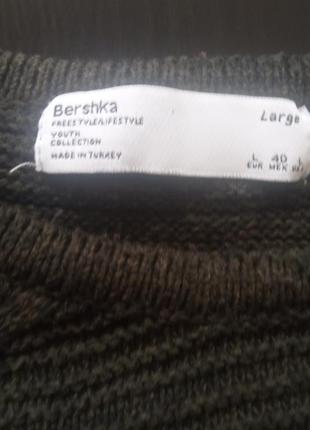 Bershka
FREESTYLE/LIFESTYLE
YOUTH
COLLECTION
MADE IN TURKEY
Large
L 40 L
EUR MEX